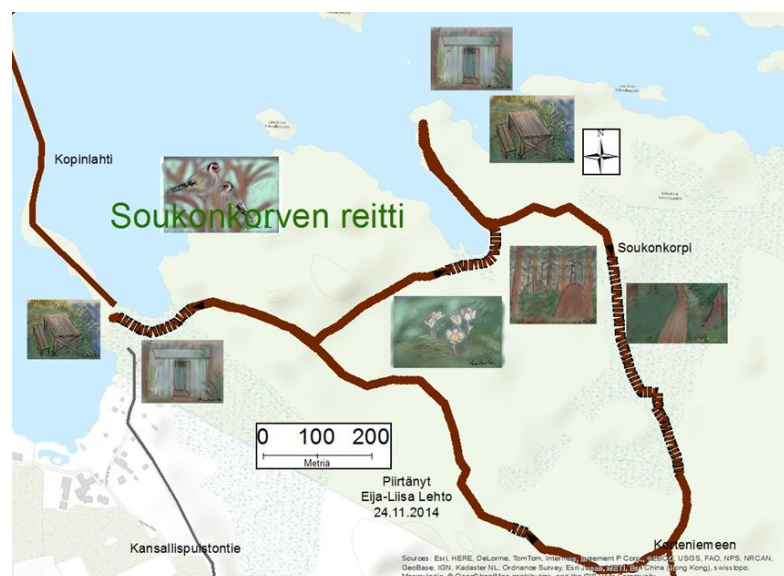 Kopinlahti
Soukonkorven reitti
N
Soukonkorpi
0 100 200
Metriä
Piirtänyt
Eija-Liisa Lehto
24.11.2014
Kansallispuistontie
Korteniemeen
Sources: Esri, HERE, DeLorme, TomTom, Intermap, increment P Corp., GEBCO, USGS, FAO, NPS, NRCAN,
GeoBase, IGN, Kadaster NL, Ordnance Survey, Esri Japan, METI, Esri China (Hong Kong), swisstopo,